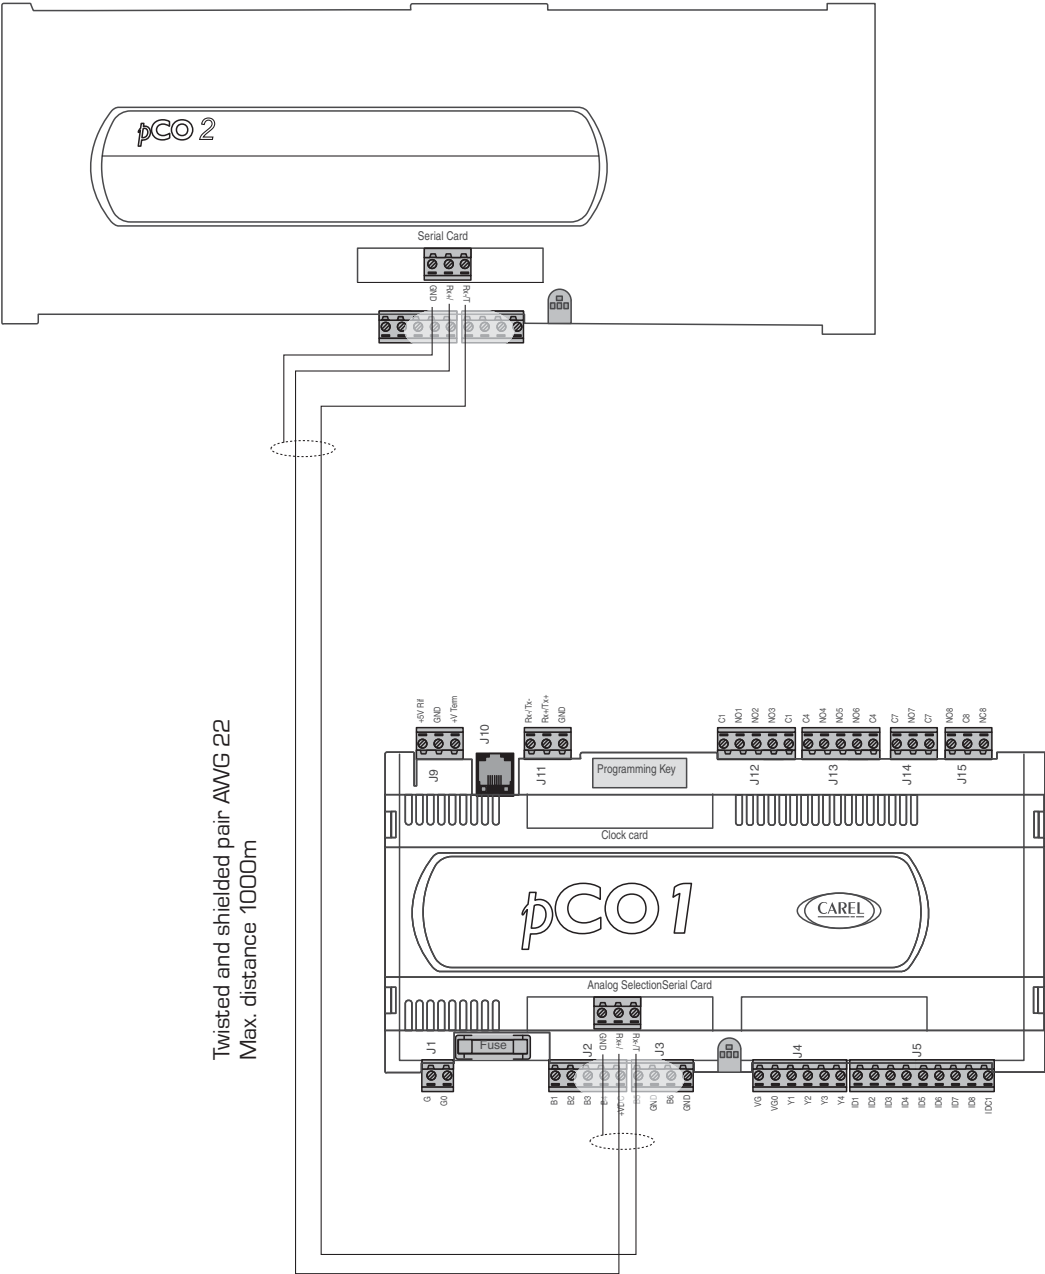 pCO 2
Serial Card
GND
Rx+/
Rx-/T
Twisted and shielded pair AWG 22
Max. distance 1000m
+5V Rif
GND
+V Term
J9
J10
Rx-/Tx-
Rx+/Tx+
GND
J11
Programming Key
C1
NO1
NO2
NO3
C1
J12
C4
NO4
NO5
NO6
C4
J13
C7
NO7
C7
J14
NO8
C8
NC8
J15
Clock card
pCO1
CAREL
Analog SelectionSerial Card
GND
Rx+/
Rx-/T
J1
Fuse
J2
J3
J4
J5
G
G0
B1
B2
B3
B4
+VDC
B5
GND
B6
GND
VG
VG0
Y1
Y2
Y3
Y4
ID1
ID2
ID3
ID4
ID5
ID6
ID7
ID8
IDC1